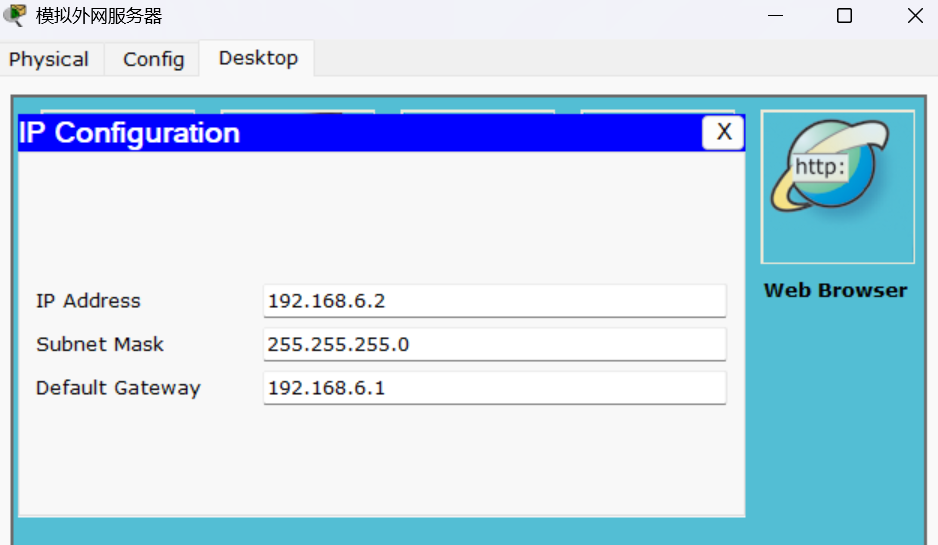 模拟外网服务器
Physical Config Desktop
IP Configuration X
http:
IP Address 192.168.6.2
Web Browser
Subnet Mask 255.255.255.0
Default Gateway 192.168.6.1